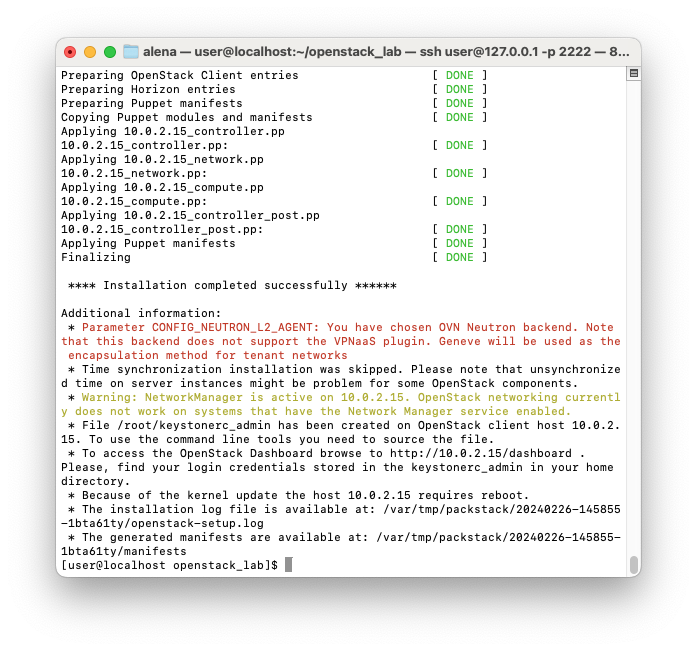 alena — user@localhost:~/openstack_lab — ssh user@127.0.0.1 -p 2222 — 8...
Preparing OpenStack Client entries [ DONE ]
Preparing Horizon entries [ DONE ]
Preparing Puppet manifests [ DONE ]
Copying Puppet modules and manifests [ DONE ]
Applying 10.0.2.15_controller.pp
10.0.2.15_controller.pp: [ DONE ]
Applying 10.0.2.15_network.pp
10.0.2.15_network.pp: [ DONE ]
Applying 10.0.2.15_compute.pp
10.0.2.15_compute.pp: [ DONE ]
Applying 10.0.2.15_controller_post.pp
10.0.2.15_controller_post.pp: [ DONE ]
Applying Puppet manifests [ DONE ]
Finalizing [ DONE ]
**** Installation completed successfully ******
Additional information:
* Parameter CONFIG_NEUTRON_L2_AGENT: You have chosen OVN Neutron backend. Note
that this backend does not support the VPNaaS plugin. Geneve will be used as the
encapsulation method for tenant networks
* Time synchronization installation was skipped. Please note that unsynchronize
d time on server instances might be problem for some OpenStack components.
* Warning: NetworkManager is active on 10.0.2.15. OpenStack networking currentl
y does not work on systems that have the Network Manager service enabled.
* File /root/keystonerc_admin has been created on OpenStack client host 10.0.2.
15. To use the command line tools you need to source the file.
* To access the OpenStack Dashboard browse to http://10.0.2.15/dashboard .
Please, find your login credentials stored in the keystonerc_admin in your home
directory.
* Because of the kernel update the host 10.0.2.15 requires reboot.
* The installation log file is available at: /var/tmp/packstack/20240226-145855
-1bta61ty/openstack-setup.log
* The generated manifests are available at: /var/tmp/packstack/20240226-145855-
1bta61ty/manifests
[user@localhost openstack_lab]$